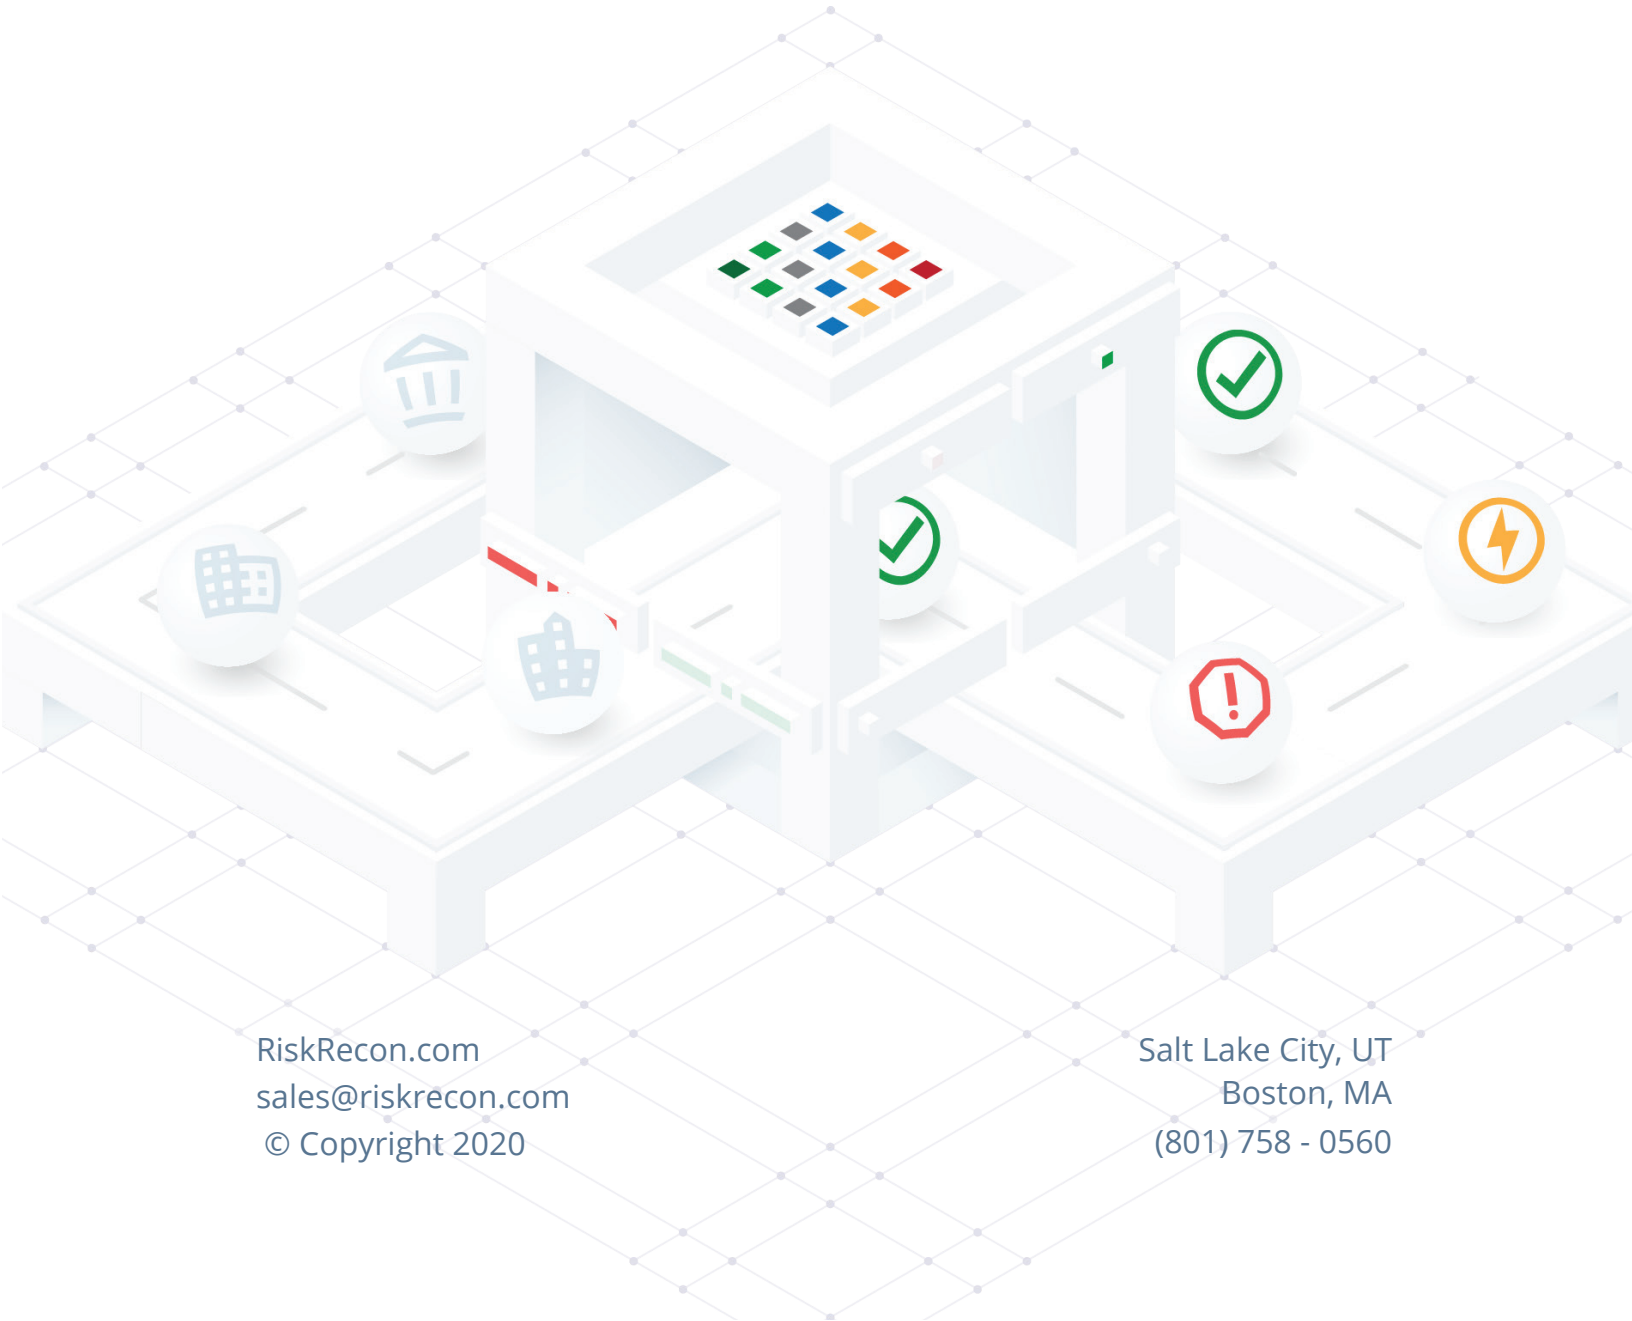 RiskRecon.com
sales@riskrecon.com
© Copyright 2020
Salt Lake City, UT
Boston, MA
(801) 758 - 0560